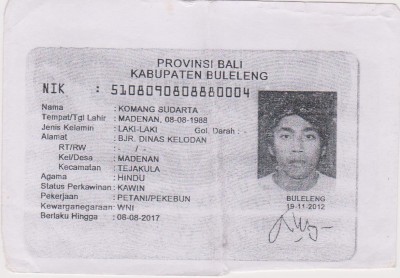 PROVINSI BALI
KABUPATEN BULELENG
NIK : 5108090808880004
Nama : KOMANG SUDARTA
Tempat/Tgl Lahir : MADENAN, 08-08-1988
Jenis Kelamin : LAKI-LAKI Gol. Darah : -
Alamat : BJR. DINAS KELODAN
RT/RW : - / -
Kel/Desa : MADENAN
Kecamatan : TEJAKULA
Agama : HINDU
Status Perkawinan : KAWIN
Pekerjaan : PETANI/PEKEBUN
Kewarganegaraan : WNI
Berlaku Hingga : 08-08-2017
BULELENG
15-11-2012